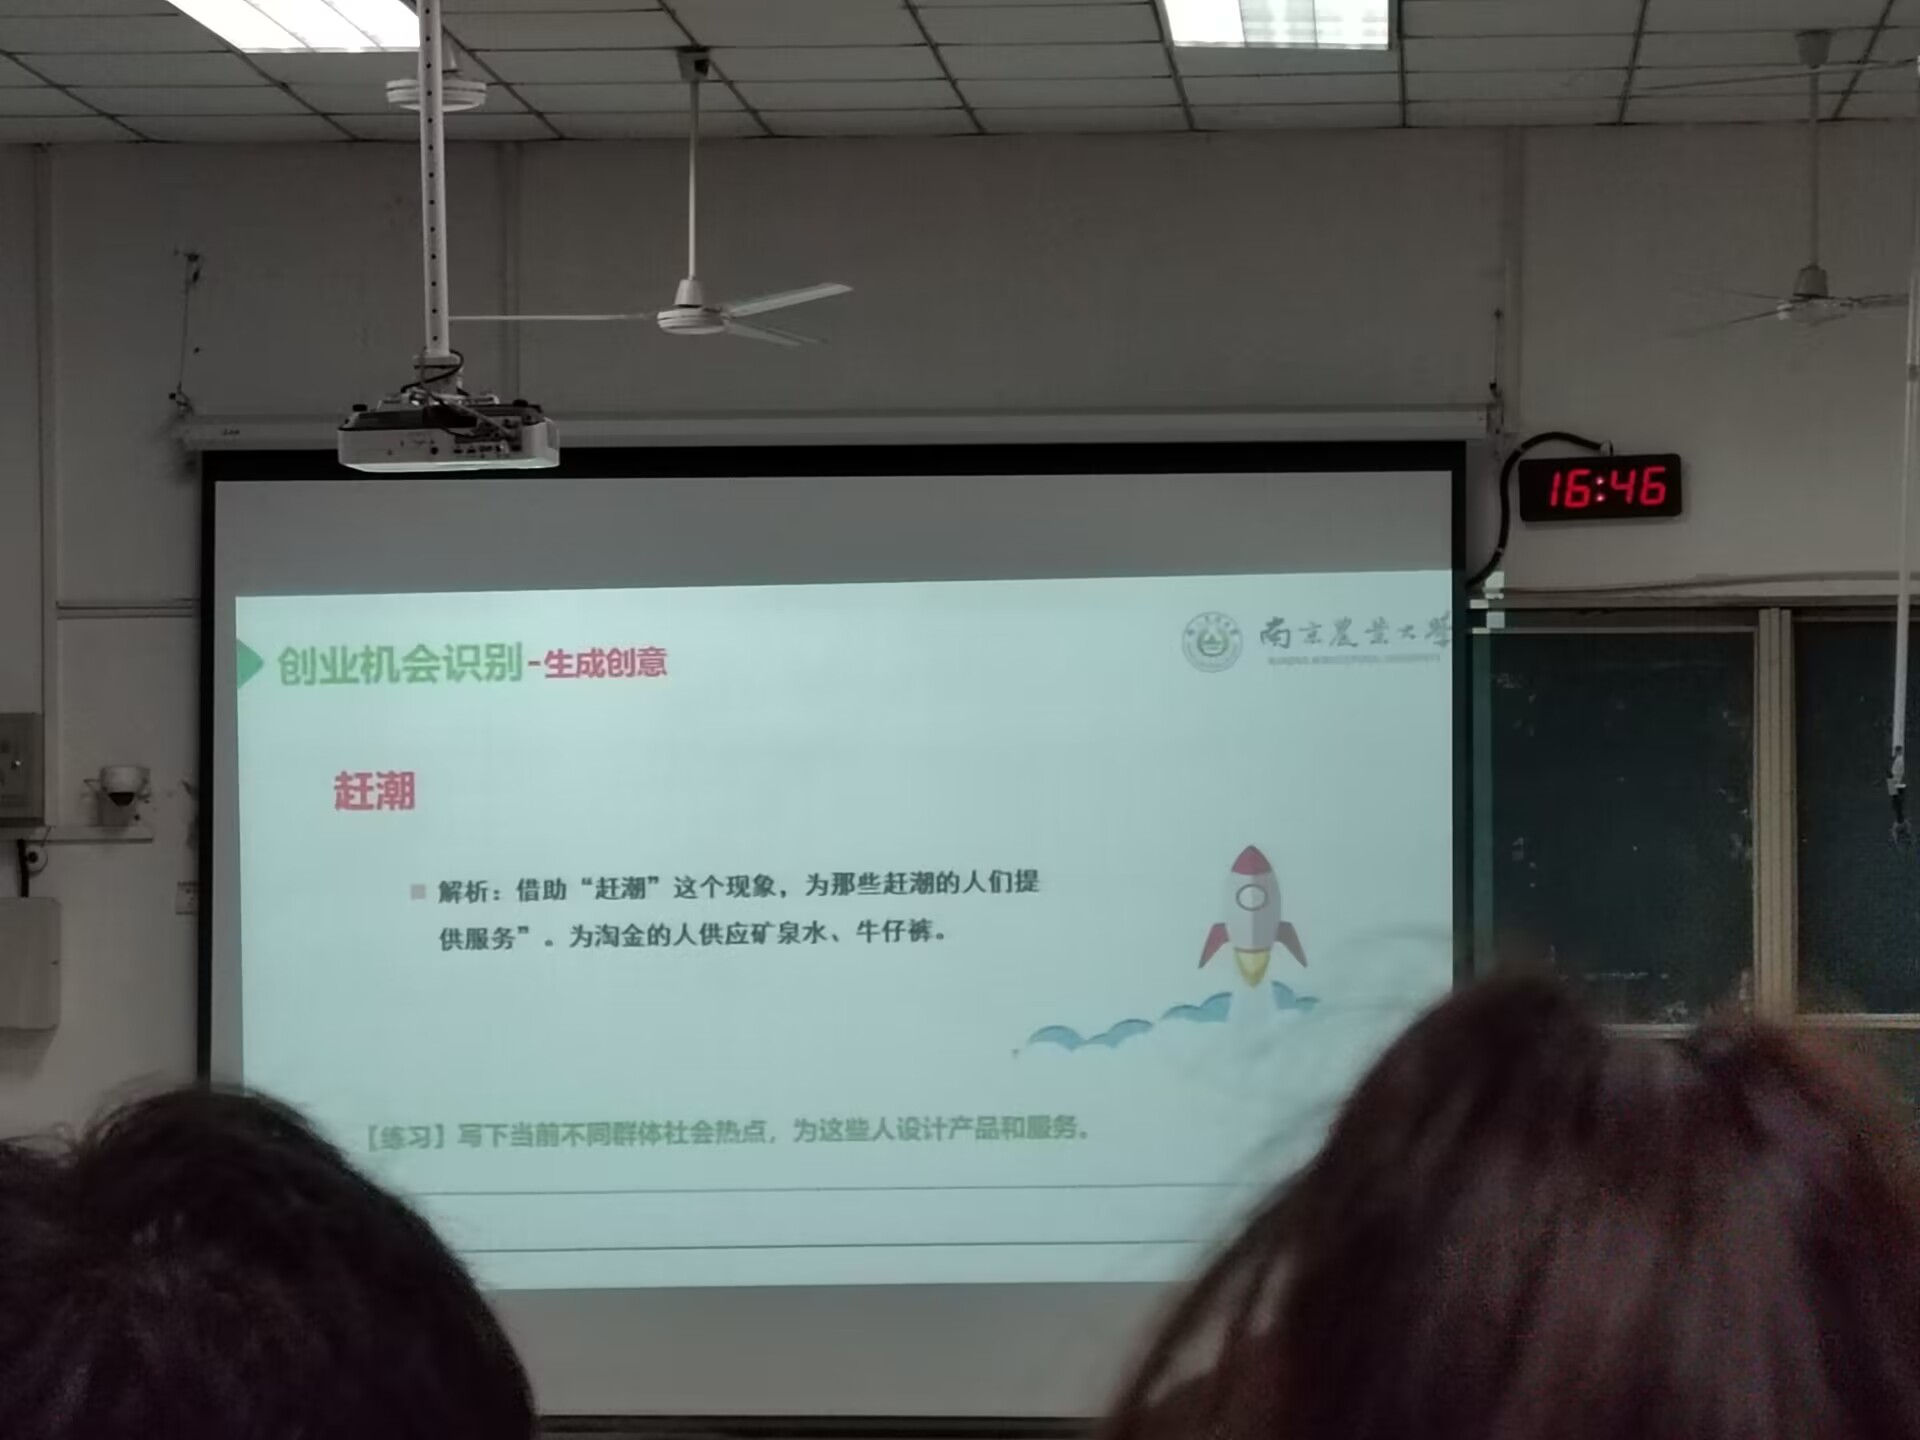 16:46
南京農業大學
创业机会识别-生成创意
赶潮
解析：借助“赶潮”这个现象，为那些赶潮的人们提
供服务”。为淘金的人供应矿泉水、牛仔裤。
【练习】写下当前不同群体社会热点，为这些人设计产品和服务。